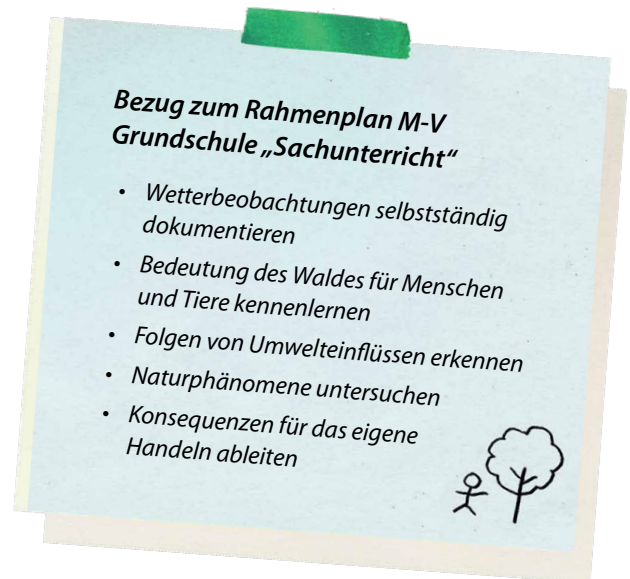 Bezug zum Rahmenplan M-V
Grundschule „Sachunterricht“
• Wetterbeobachtungen selbstständig
dokumentieren
• Bedeutung des Waldes für Menschen
und Tiere kennenlernen
• Folgen von Umwelteinflüssen erkennen
• Naturphänomene untersuchen
• Konsequenzen für das eigene
Handeln ableiten